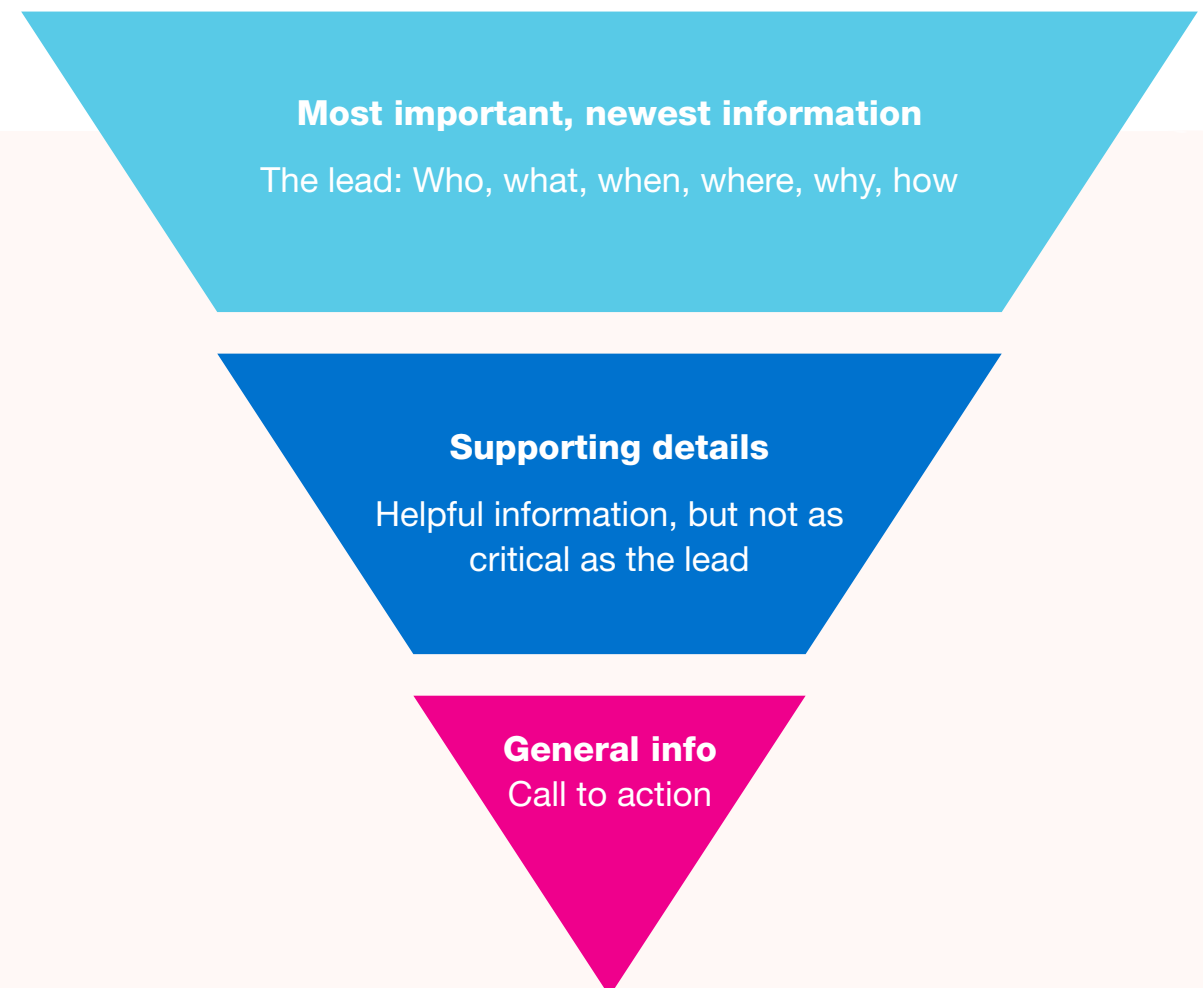 Most important, newest information
The lead: Who, what, when, where, why, how
Supporting details
Helpful information, but not as
critical as the lead
General info
Call to action